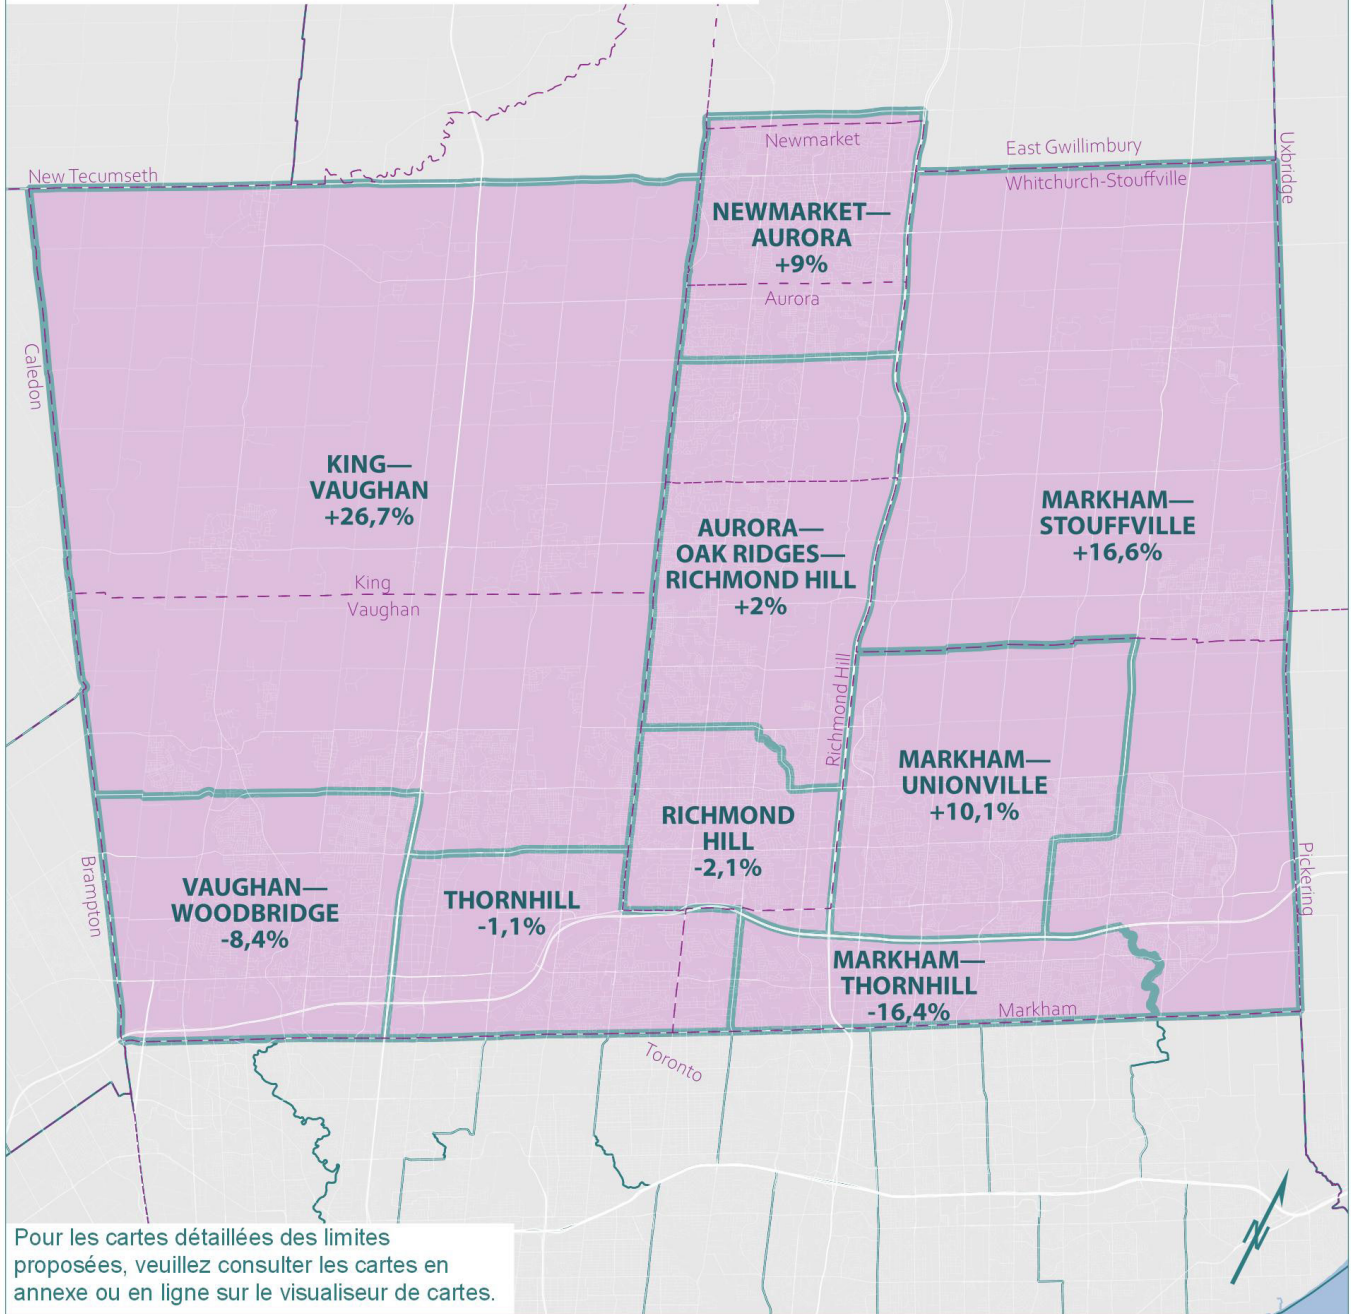 Newmarket
East Gwillimbury
Uxbridge
New Tecumseth
Whitchurch-Stouffville
NEWMARKET—
AURORA
+9%
Aurora
Caledon
KING—
VAUGHAN
+26,7%
MARKHAM—
STOUFFVILLE
+16,6%
AURORA—
OAK RIDGES—
RICHMOND HILL
+2%
King
Vaughan
Richmond Hill
MARKHAM—
UNIONVILLE
+10,1%
RICHMOND
HILL
-2,1%
Brampton
VAUGHAN—
WOODBRIDGE
-8,4%
THORNHILL
-1,1%
Pickering
MARKHAM—
THORNHILL
-16,4%
Markham
Toronto
N
Pour les cartes détaillées des limites
proposées, veuillez consulter les cartes en
annexe ou en ligne sur le visualiseur de cartes.